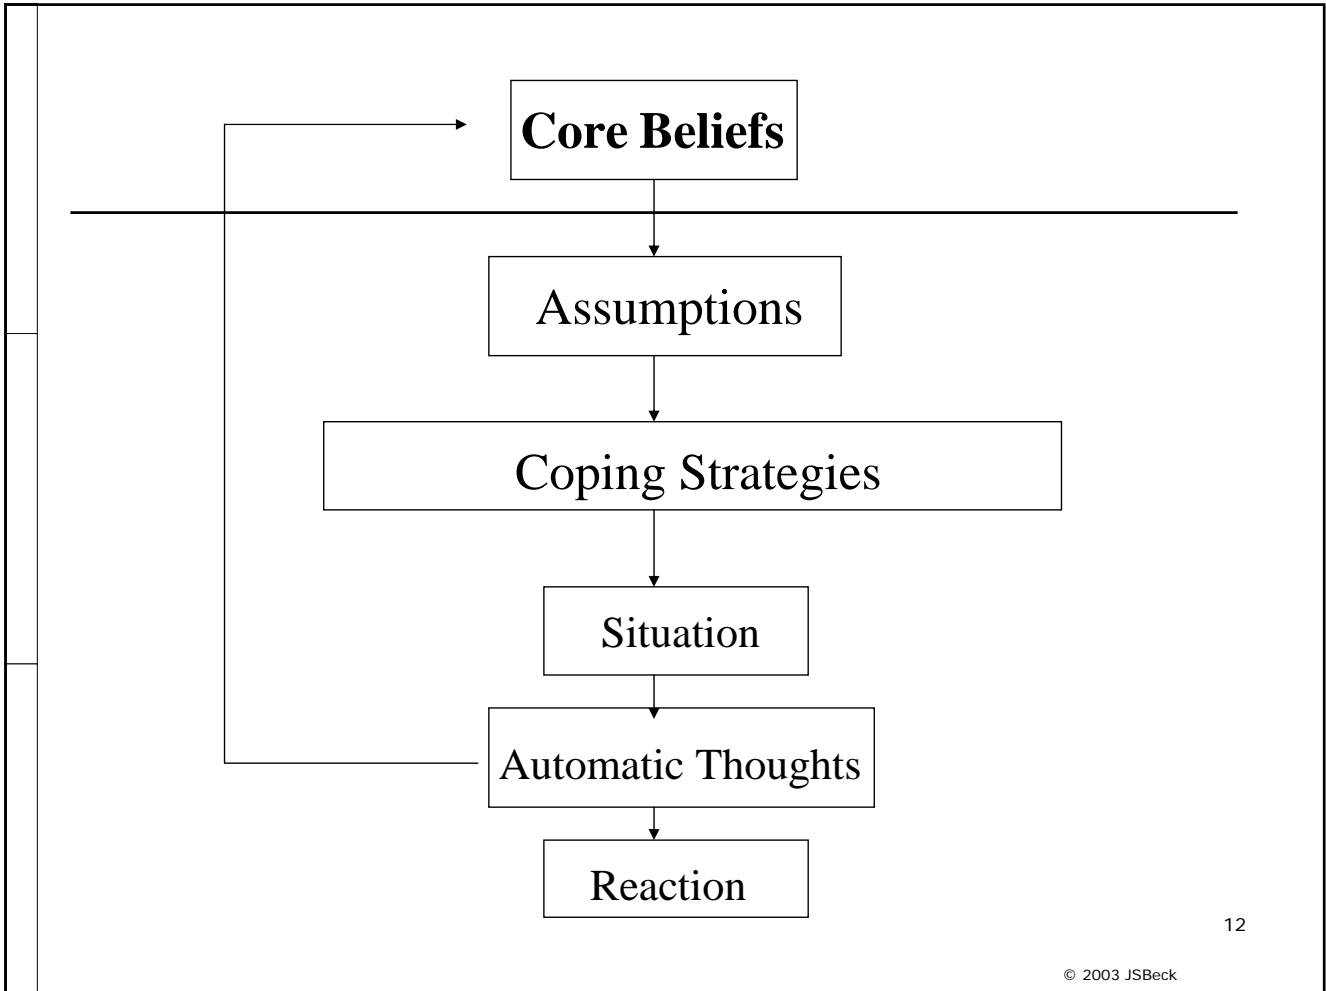 Core Beliefs
Assumptions
Coping Strategies
Situation
Automatic Thoughts
Reaction
12
© 2003 JSBeck